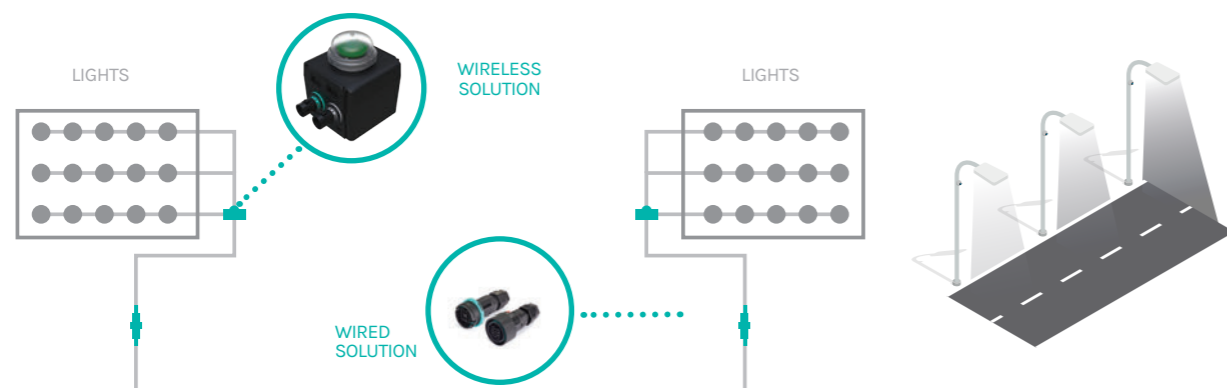 LIGHTS
WIRELESS
SOLUTION
LIGHTS
WIRED
SOLUTION